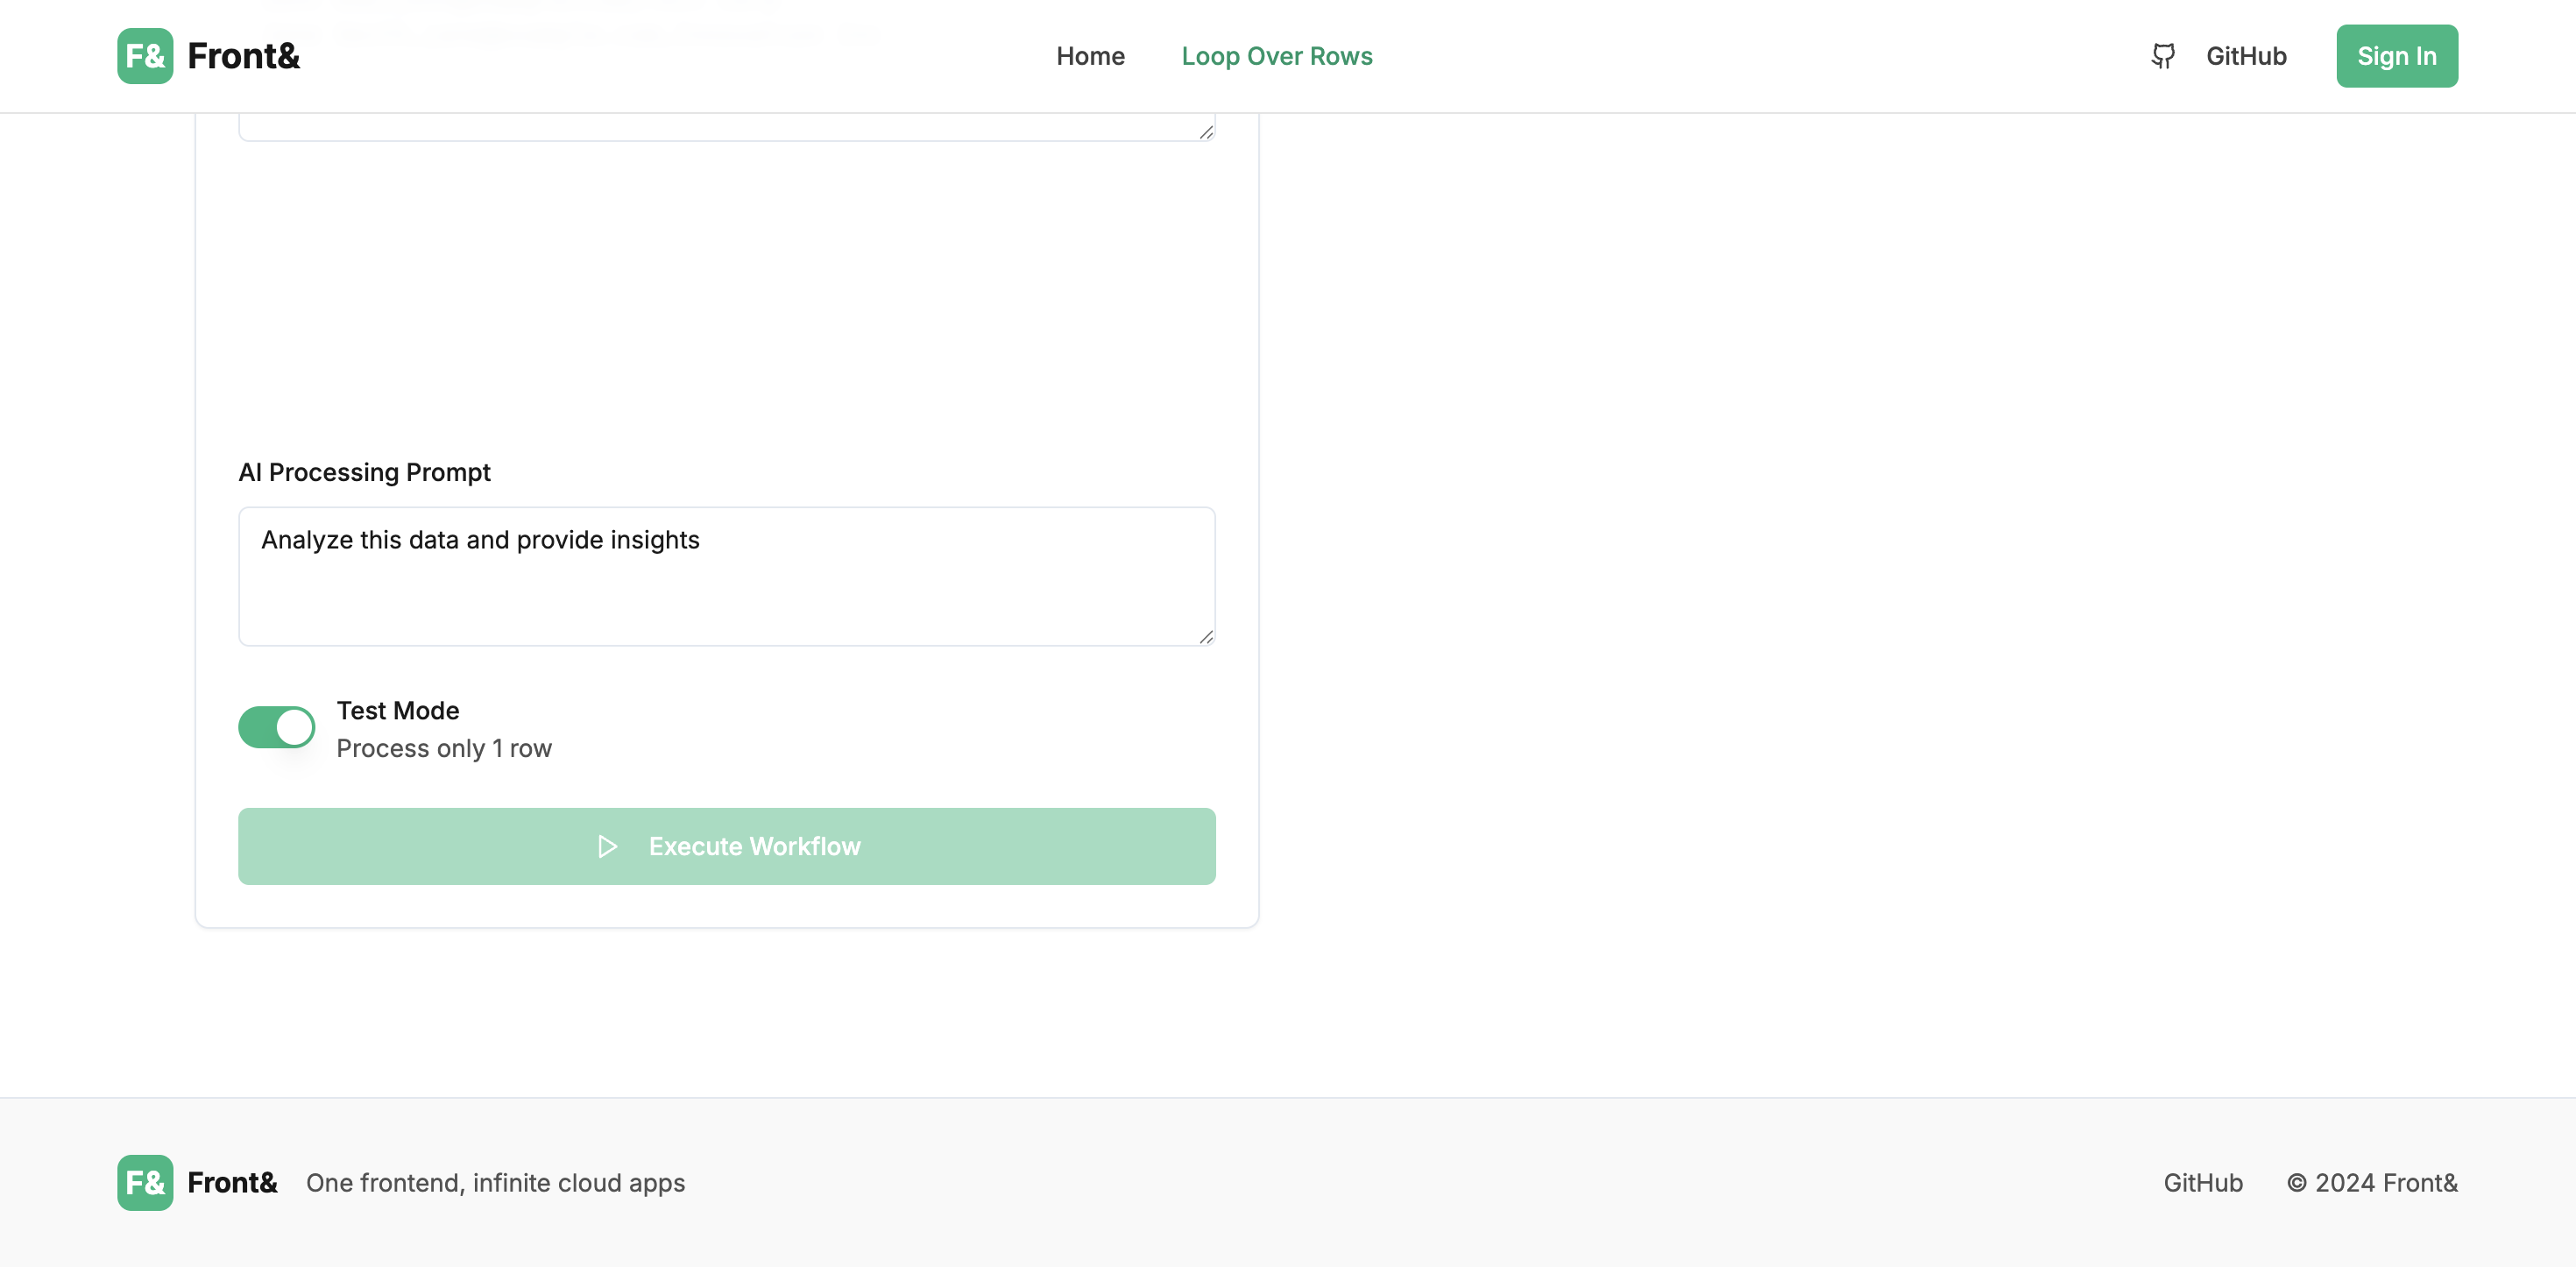 F& Front&
Home
Loop Over Rows
GitHub
Sign In
AI Processing Prompt
Analyze this data and provide insights
Test Mode
Process only 1 row
Execute Workflow
F& Front& One frontend, infinite cloud apps
GitHub
© 2024 Front&